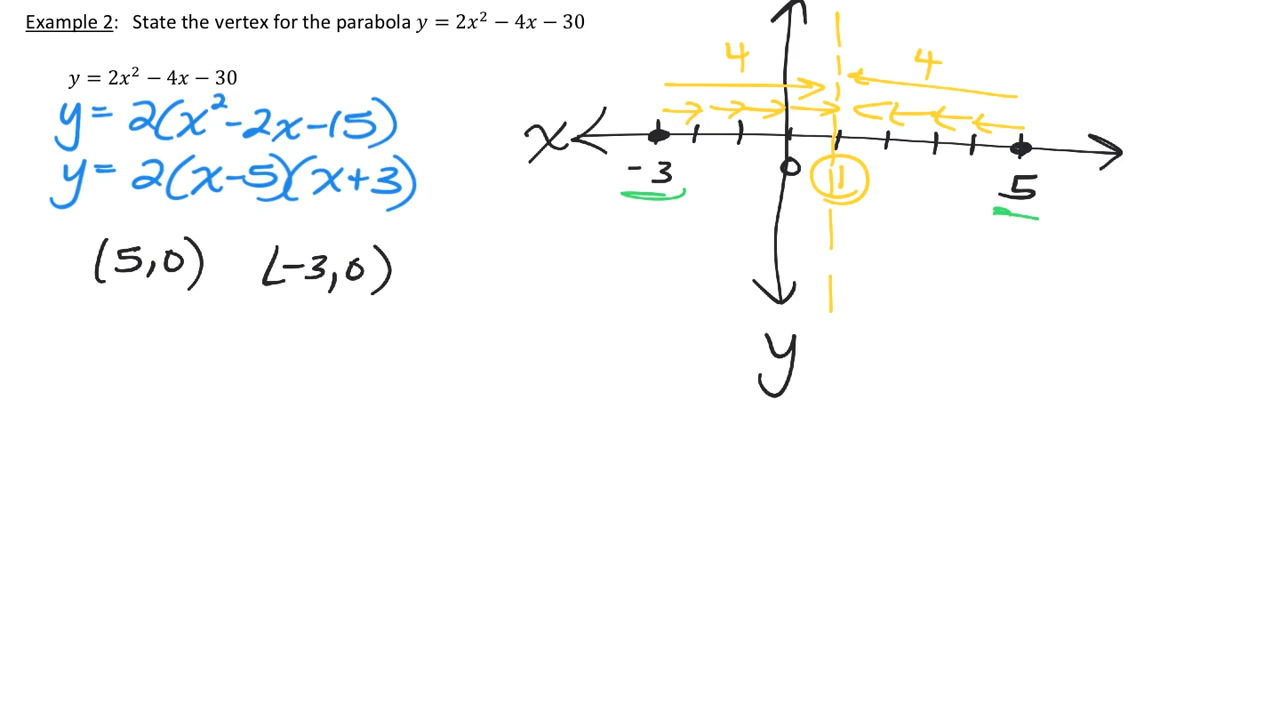 Example 2: State the vertex for the parabola y = 2x² − 4x − 30
y = 2x² − 4x − 30
y = 2(x² - 2x - 15)
y = 2(x-5)(x+3)
(5,0) (-3,0)
4 4
x
-3 0 1 5
y